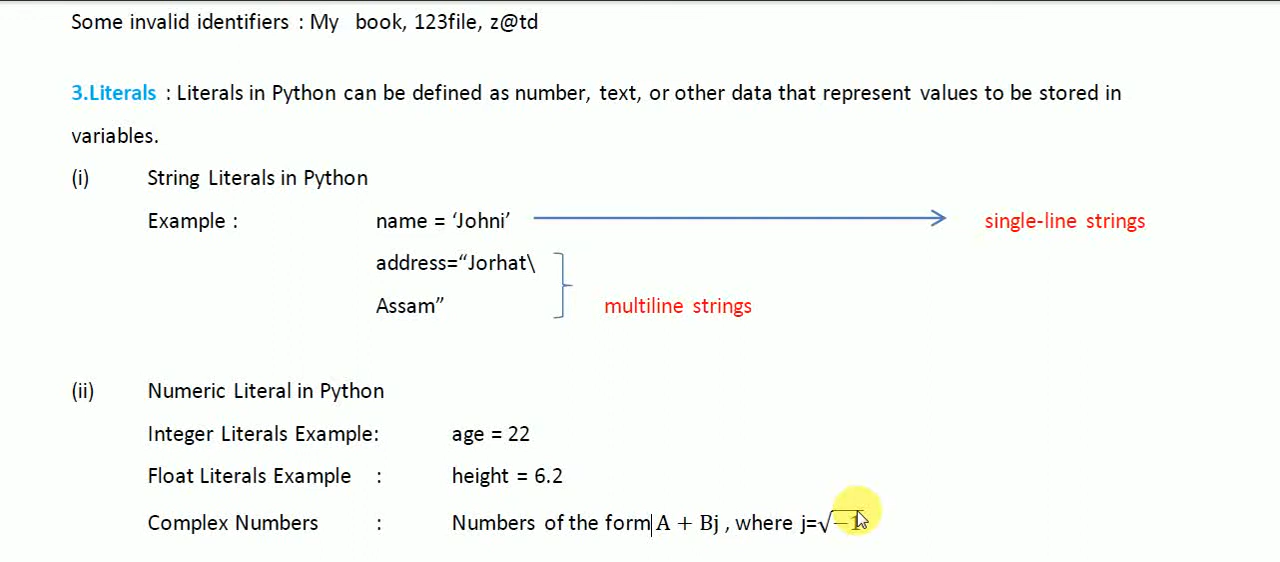 Some invalid identifiers : My book, 123file, z@td
3.Literals : Literals in Python can be defined as number, text, or other data that represent values to be stored in
variables.
(i) String Literals in Python
Example : name = ‘Johni’ single-line strings
address=“Jorhat\
Assam” multiline strings
(ii) Numeric Literal in Python
Integer Literals Example: age = 22
Float Literals Example : height = 6.2
Complex Numbers : Numbers of the form A + Bj , where j=√−1